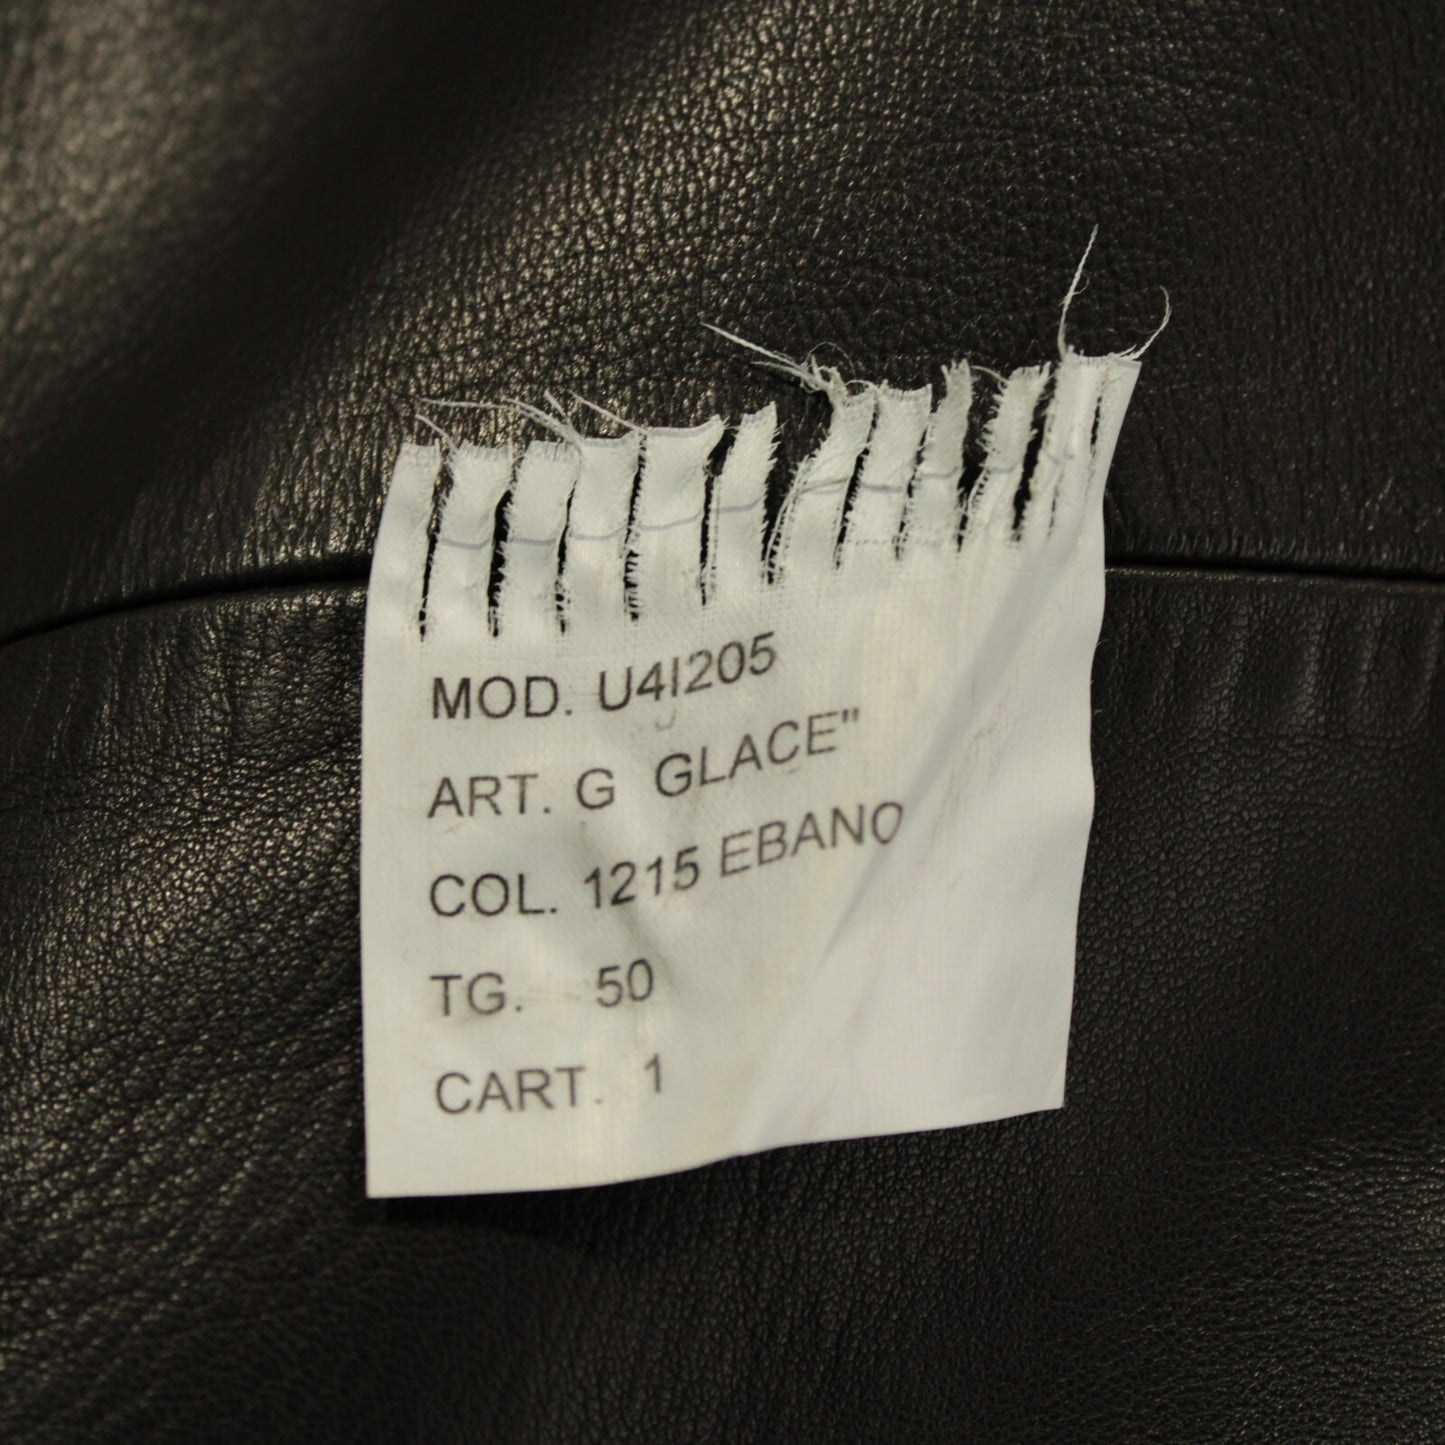 MOD. U4I205
ART. G GLACE"
COL. 1215 EBANO
TG. 50
CART. 1